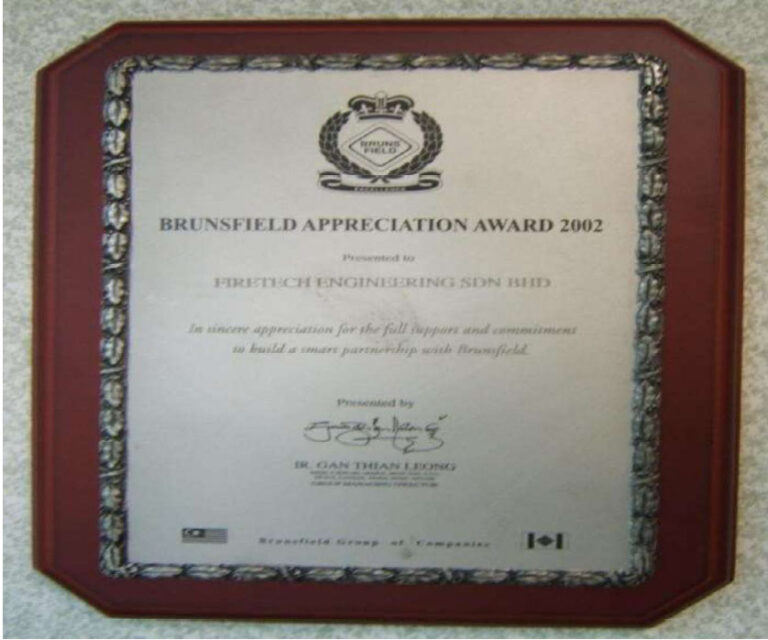 BRUNS
FIELD
EXCELLENCE
BRUNSFIELD APPRECIATION AWARD 2002
Presented to
FIRETECH ENGINEERING SDN BHD
In sincere appreciation for the full support and commitment
to build a smart partnership with Brunsfield.
Presented by
IR. GAN THIAN LEONG
GROUP MANAGING DIRECTOR
Brunsfield Group of Companies